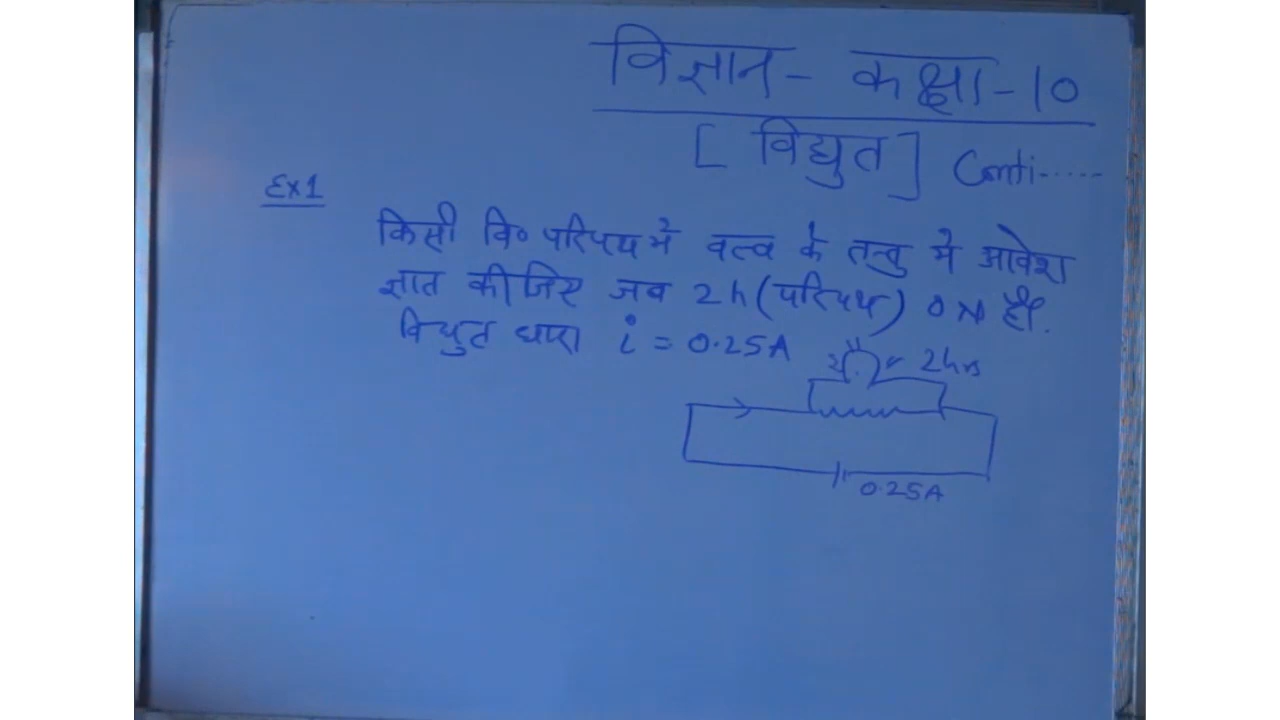 विज्ञान - कक्षा - 10
[ विद्युत ] Conti-....
Ex1
किसी वि० परिपथ मे वल्व के तन्तु मे आवेश
ज्ञात कीजिए जब 2h (परिपथ) ON है।
विद्युत धारा i = 0.25A
2hrs
0.25A